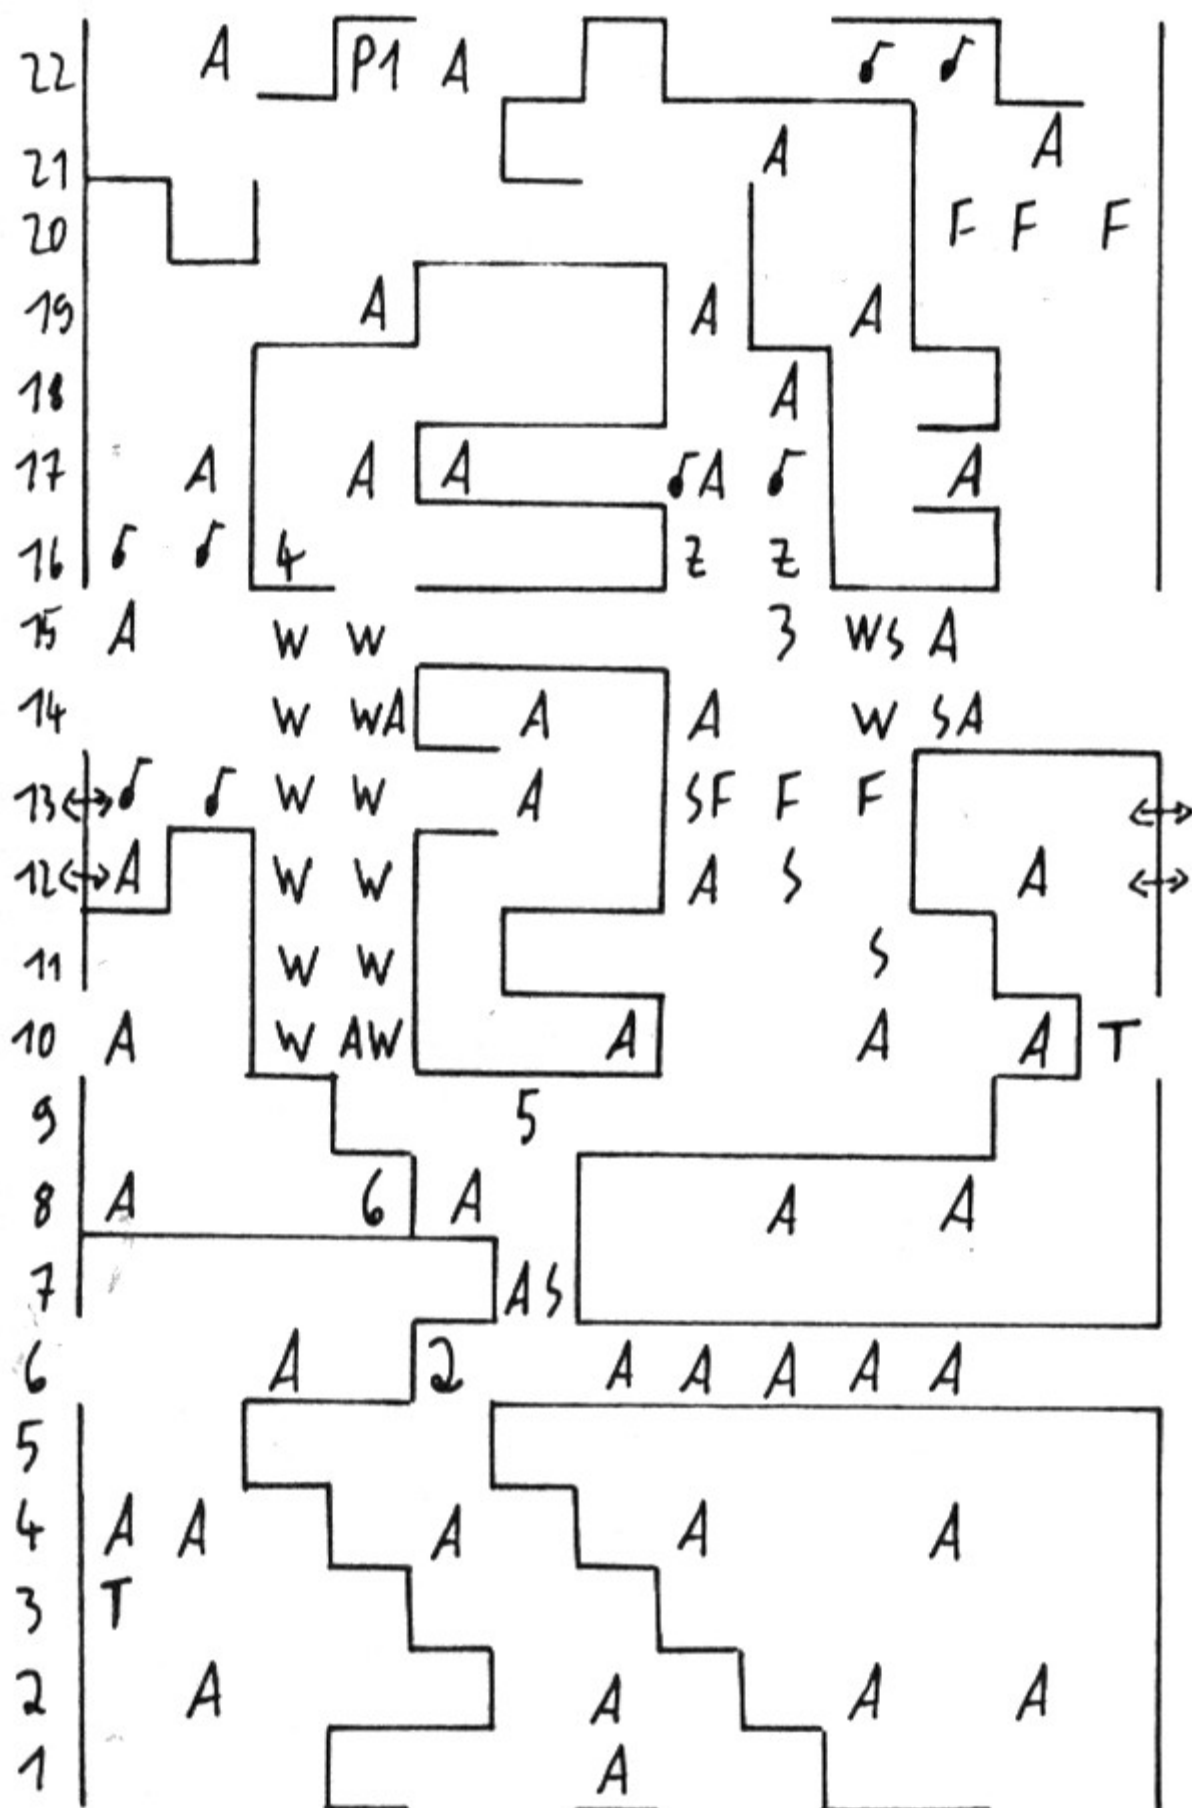 22 A P1 A ♪ ♪
21 A A
20 F F F
19 A A A
18 A
17 A A A ♪A ♪ A
16 ♪ ♪ 4 Z Z
15 A W W 3 WS A
14 W WA A A W SA
13 ↔ ♪ ♪ W W A SF F F ↔
12 ↔ A W W A S A ↔
11 W W S
10 A W AW A A A T
9 5
8 A 6 A A A
7 AS
6 A 2 A A A A A
5
4 A A A A A
3 T
2 A A A A
1 A